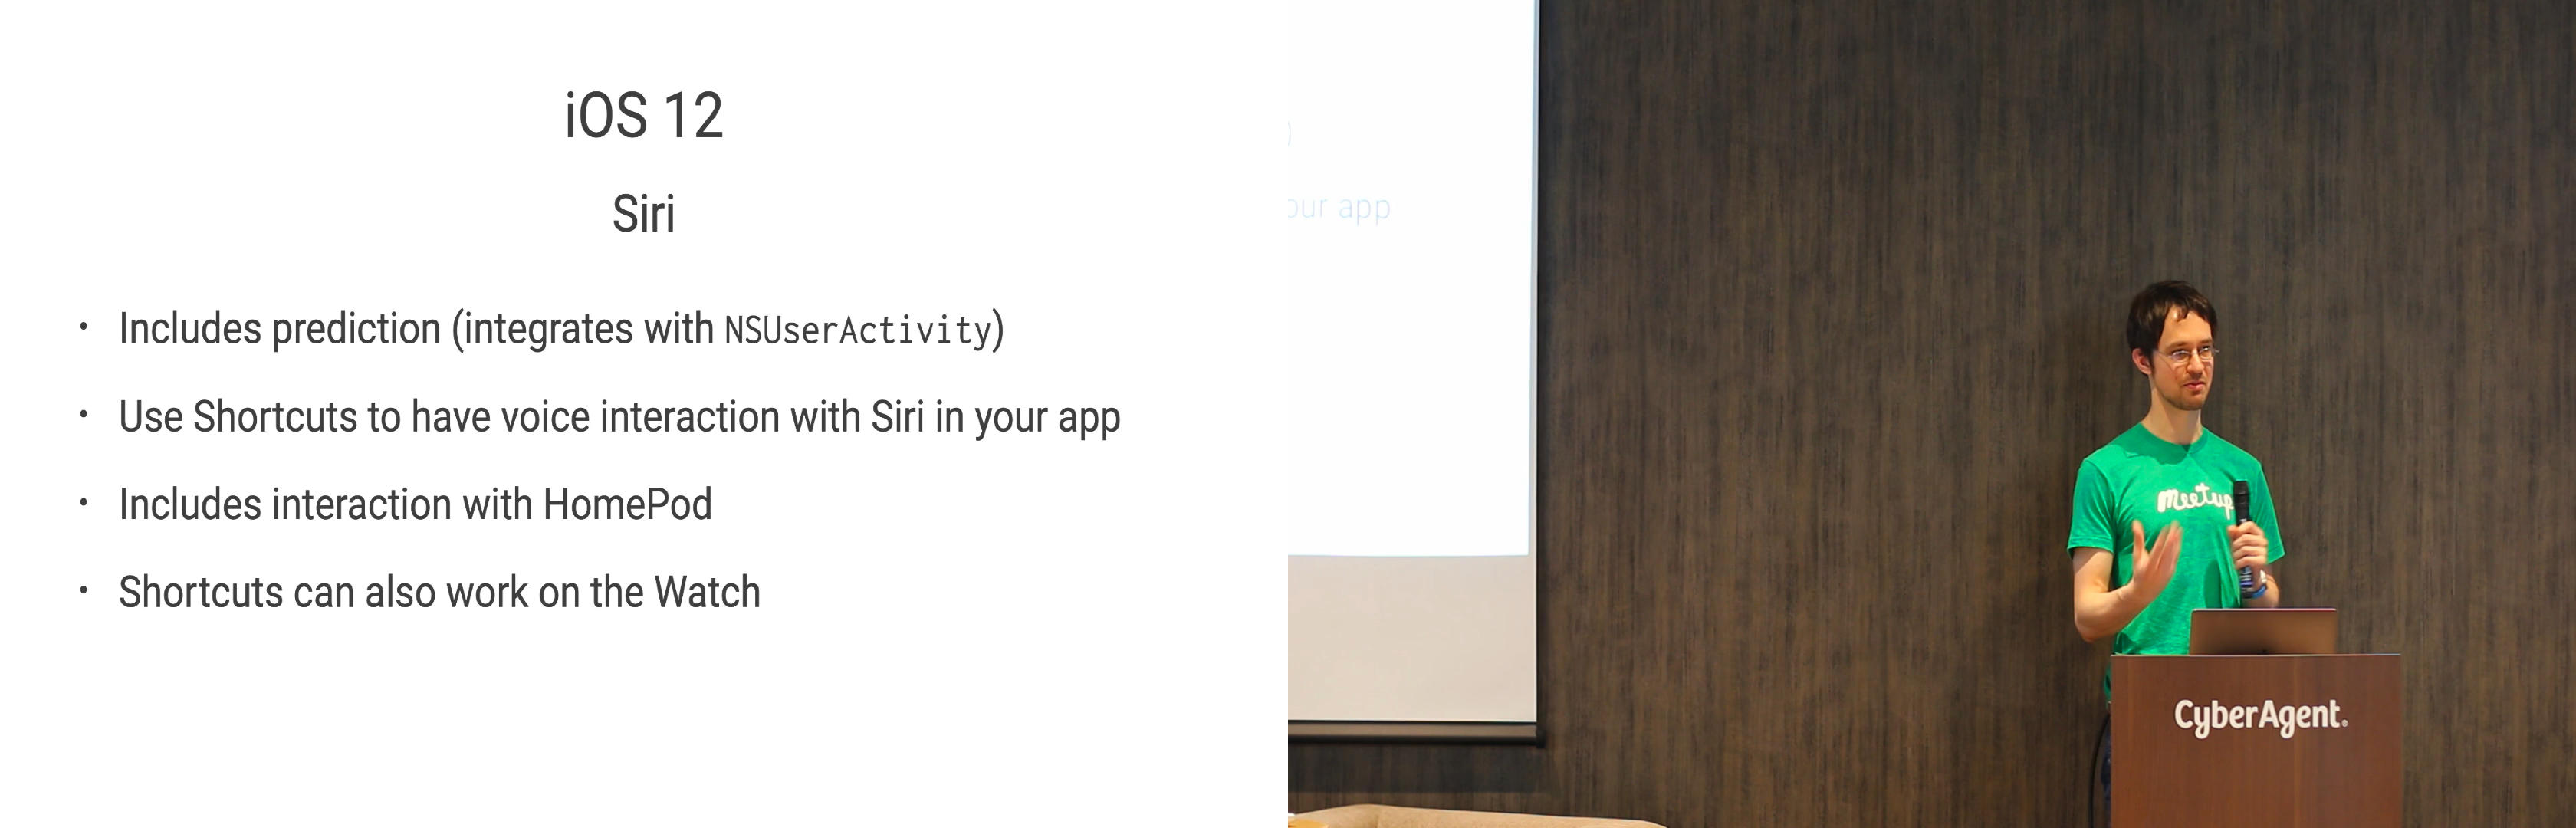 iOS 12
Siri
• Includes prediction (integrates with NSUserActivity)
• Use Shortcuts to have voice interaction with Siri in your app
• Includes interaction with HomePod
• Shortcuts can also work on the Watch
)
our app
Meetup
CyberAgent.